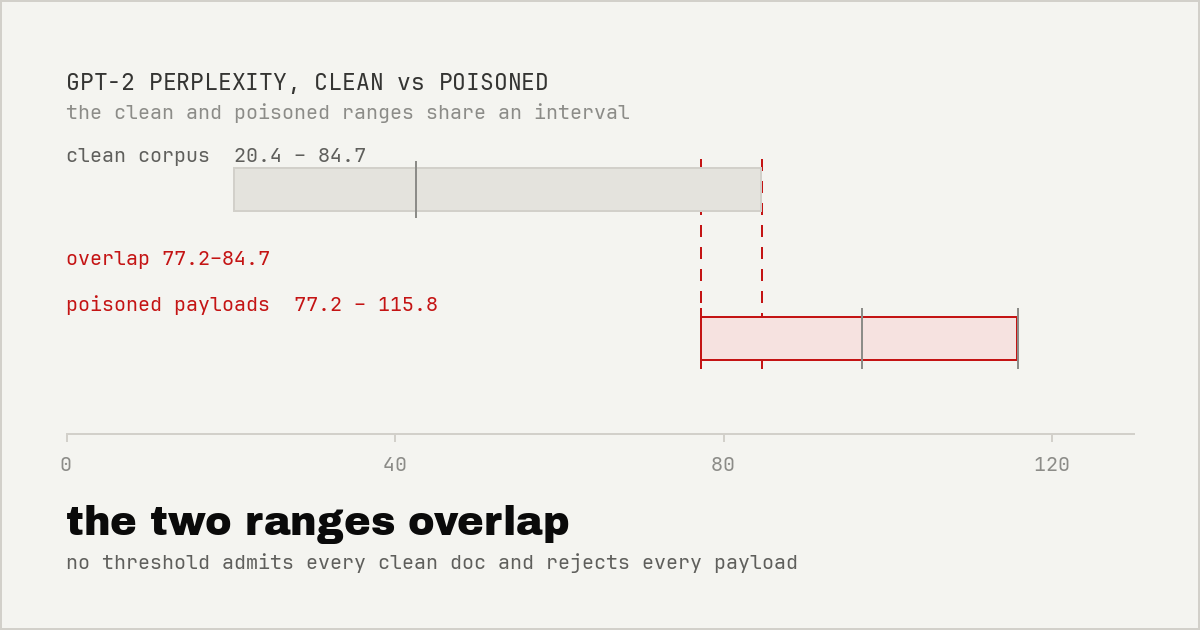 GPT-2 PERPLEXITY, CLEAN vs POISONED
the clean and poisoned ranges share an interval
clean corpus  20.4 – 84.7
overlap 77.2–84.7
poisoned payloads  77.2 – 115.8
0 40 80 120
the two ranges overlap
no threshold admits every clean doc and rejects every payload